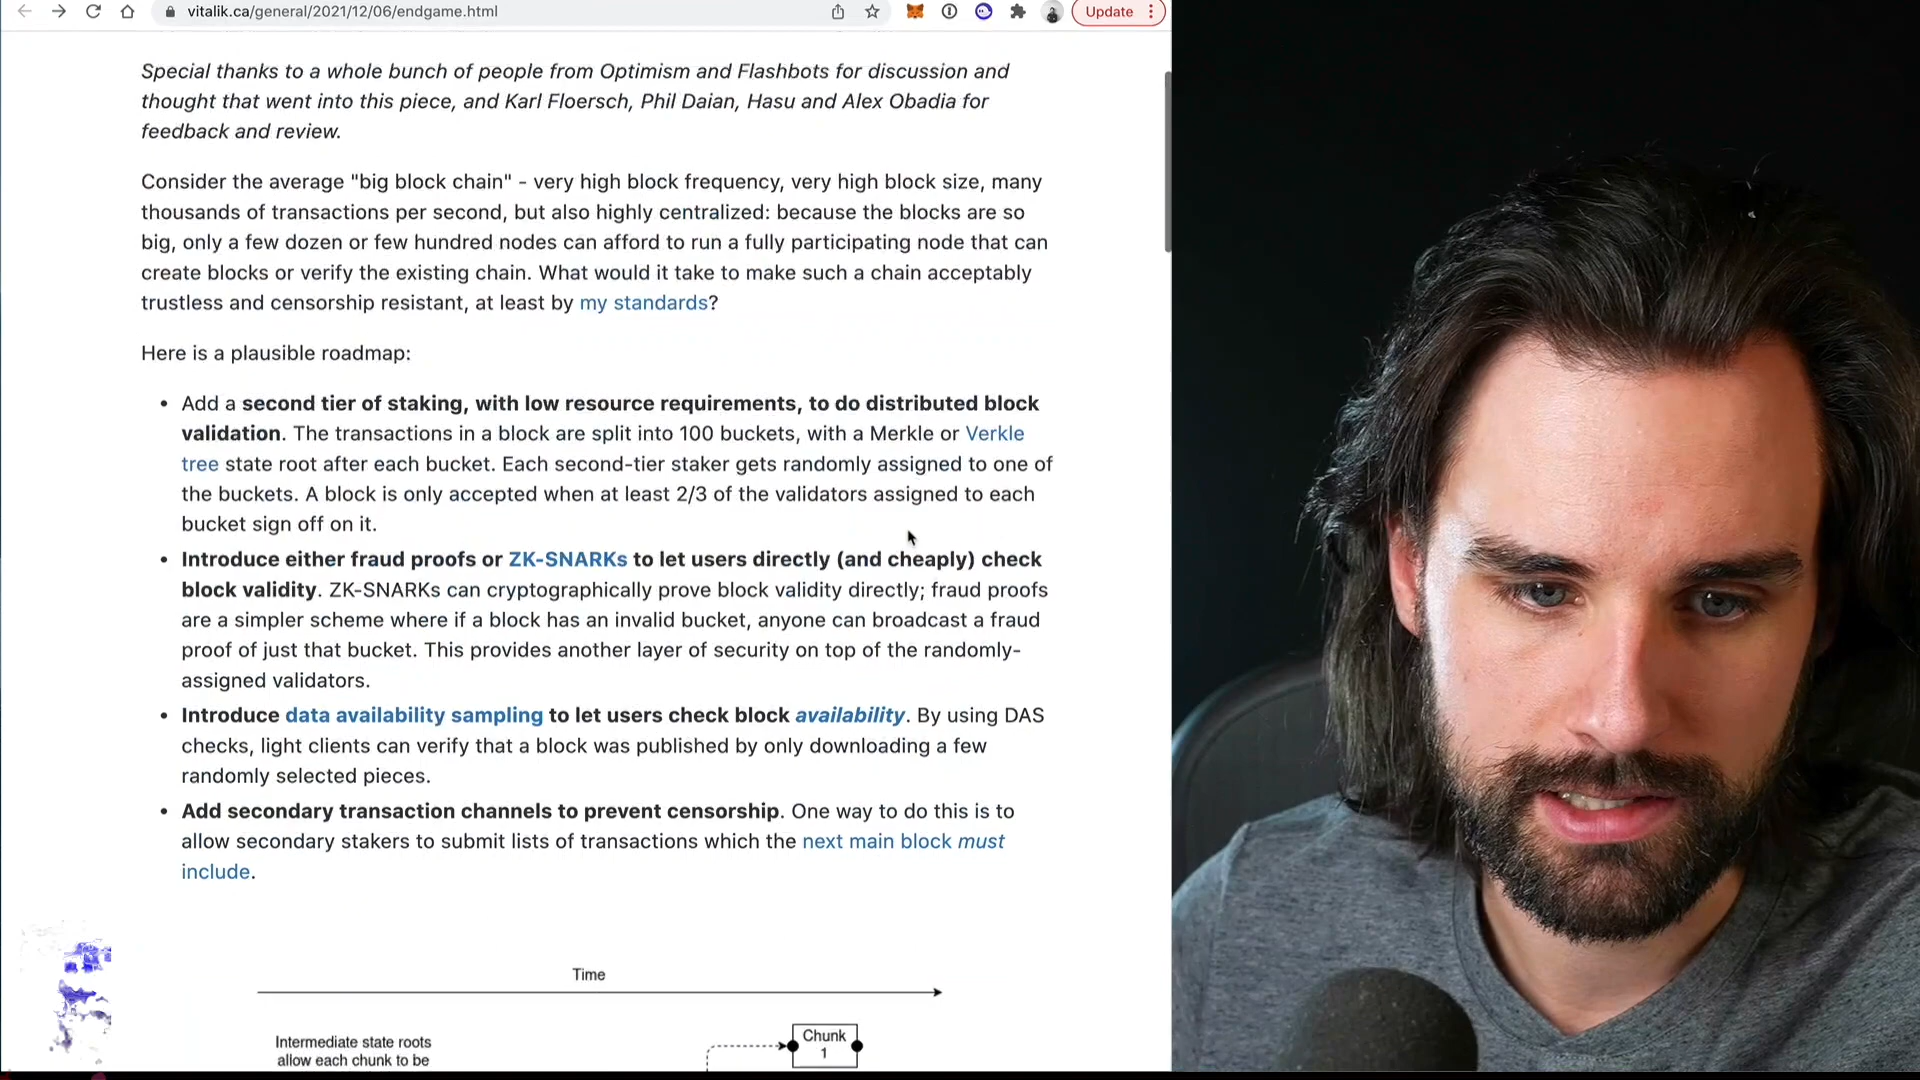 vitalik.ca/general/2021/12/06/endgame.html
Update
Special thanks to a whole bunch of people from Optimism and Flashbots for discussion and
thought that went into this piece, and Karl Floersch, Phil Daian, Hasu and Alex Obadia for
feedback and review.
Consider the average "big block chain" - very high block frequency, very high block size, many
thousands of transactions per second, but also highly centralized: because the blocks are so
big, only a few dozen or few hundred nodes can afford to run a fully participating node that can
create blocks or verify the existing chain. What would it take to make such a chain acceptably
trustless and censorship resistant, at least by my standards?
Here is a plausible roadmap:
• Add a second tier of staking, with low resource requirements, to do distributed block
validation. The transactions in a block are split into 100 buckets, with a Merkle or Verkle
tree state root after each bucket. Each second-tier staker gets randomly assigned to one of
the buckets. A block is only accepted when at least 2/3 of the validators assigned to each
bucket sign off on it.
• Introduce either fraud proofs or ZK-SNARKs to let users directly (and cheaply) check
block validity. ZK-SNARKs can cryptographically prove block validity directly; fraud proofs
are a simpler scheme where if a block has an invalid bucket, anyone can broadcast a fraud
proof of just that bucket. This provides another layer of security on top of the randomly-
assigned validators.
• Introduce data availability sampling to let users check block availability. By using DAS
checks, light clients can verify that a block was published by only downloading a few
randomly selected pieces.
• Add secondary transaction channels to prevent censorship. One way to do this is to
allow secondary stakers to submit lists of transactions which the next main block must
include.
Time
Intermediate state roots
allow each chunk to be
Chunk
1